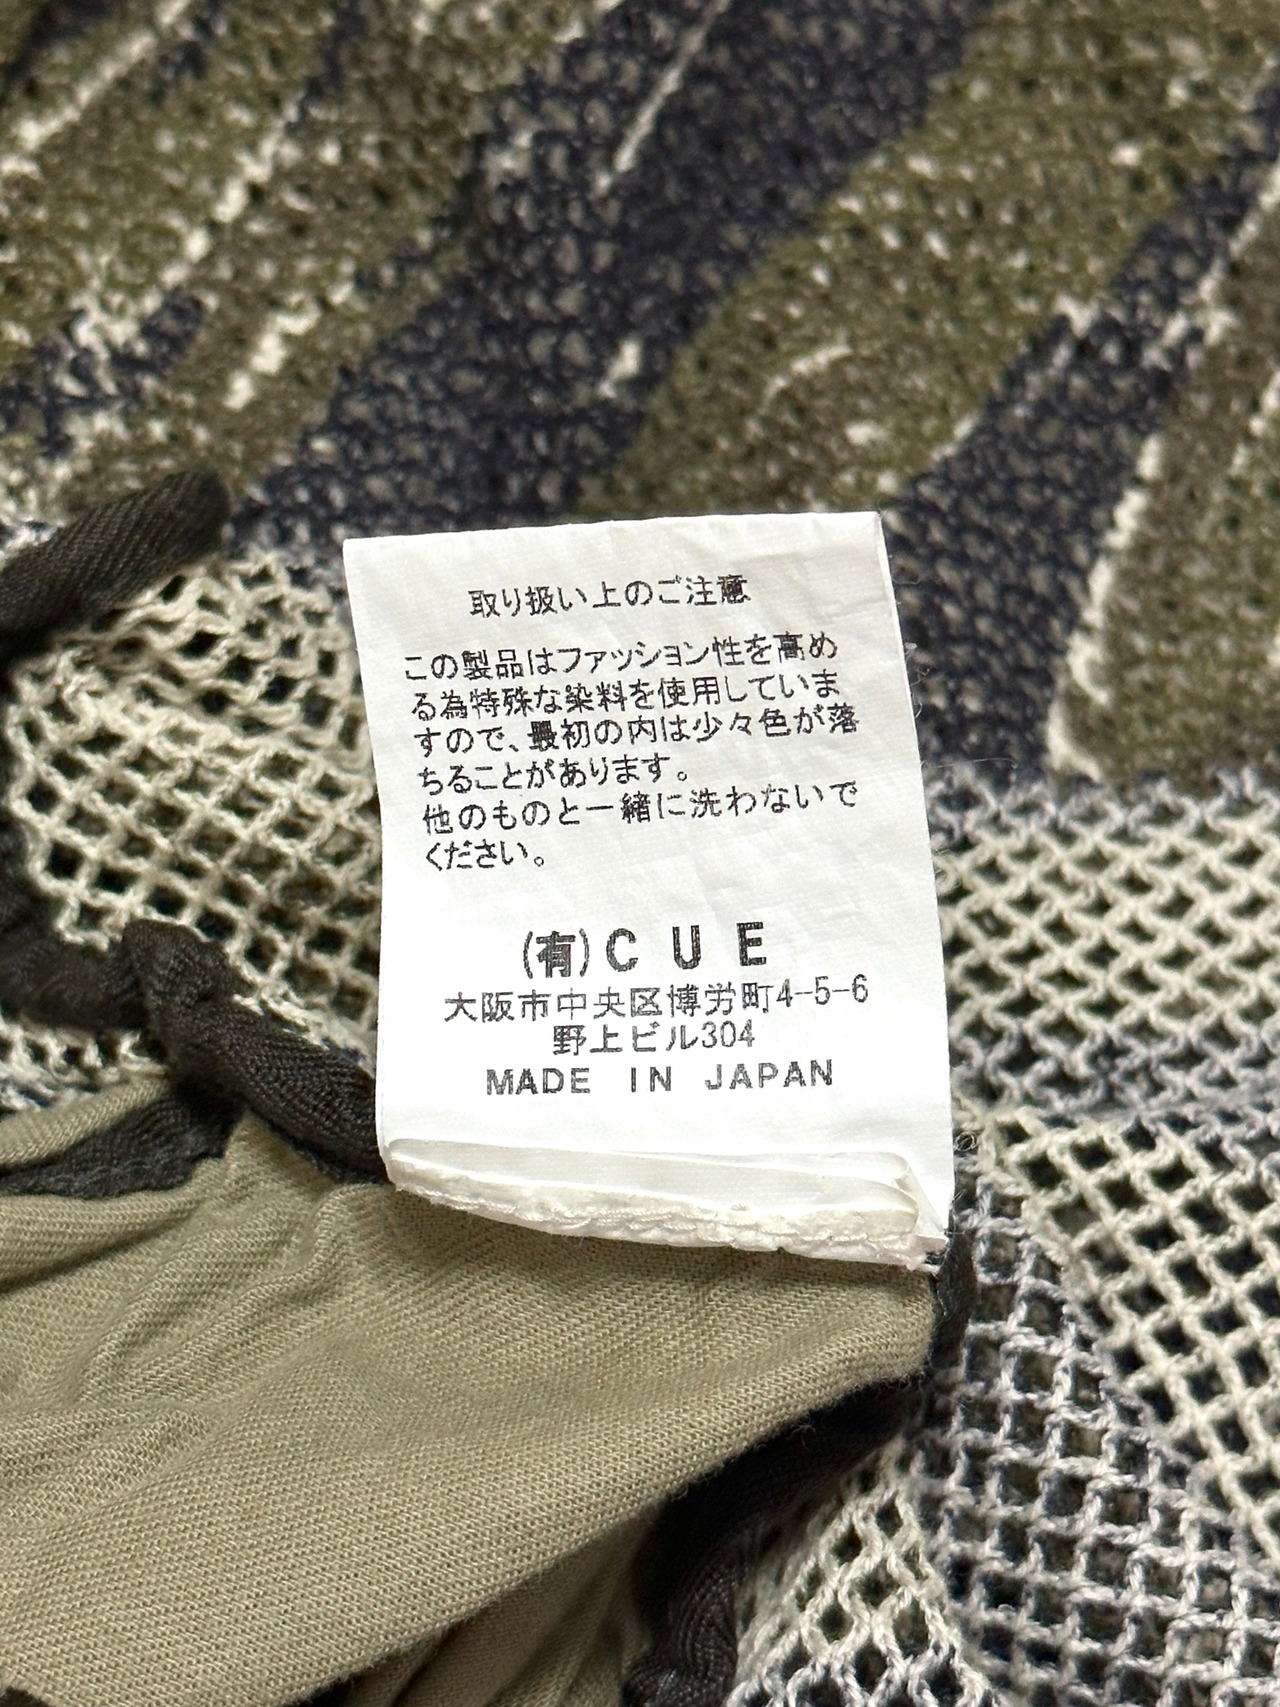 取り扱い上のご注意
この製品はファッション性を高め
る為特殊な染料を使用していま
すので、最初の内は少々色が落
ちることがあります。
他のものと一緒に洗わないで
ください。
(有)CUE
大阪市中央区博労町4-5-6
野上ビル304
MADE IN JAPAN